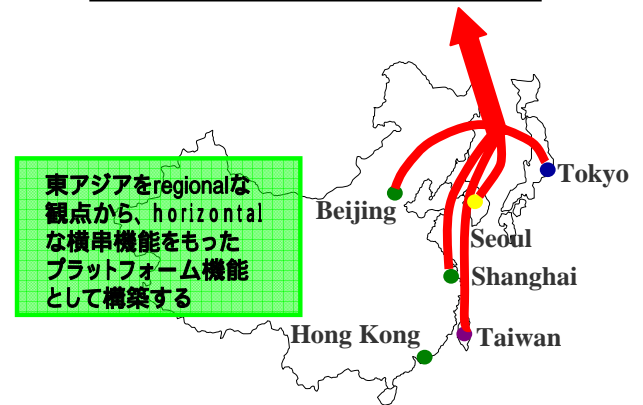 東アジアをregionalな
観点から、horizontal
な横串機能をもった
プラットフォーム機能
として構築する
Tokyo
Beijing
Seoul
Shanghai
Hong Kong
Taiwan